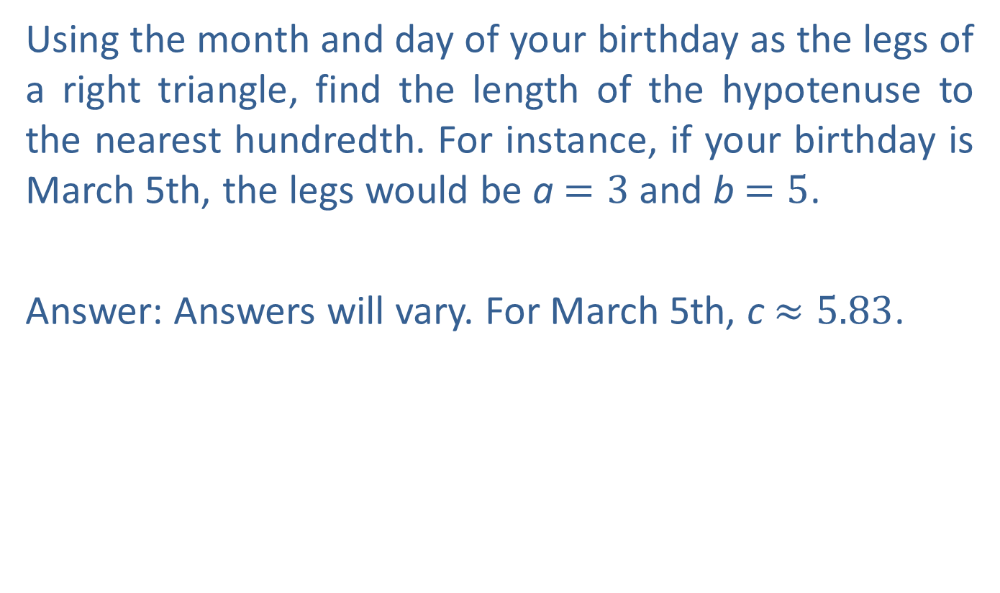 Using the month and day of your birthday as the legs of
a right triangle, find the length of the hypotenuse to
the nearest hundredth. For instance, if your birthday is
March 5th, the legs would be a = 3 and b = 5.
Answer: Answers will vary. For March 5th, c ≈ 5.83.